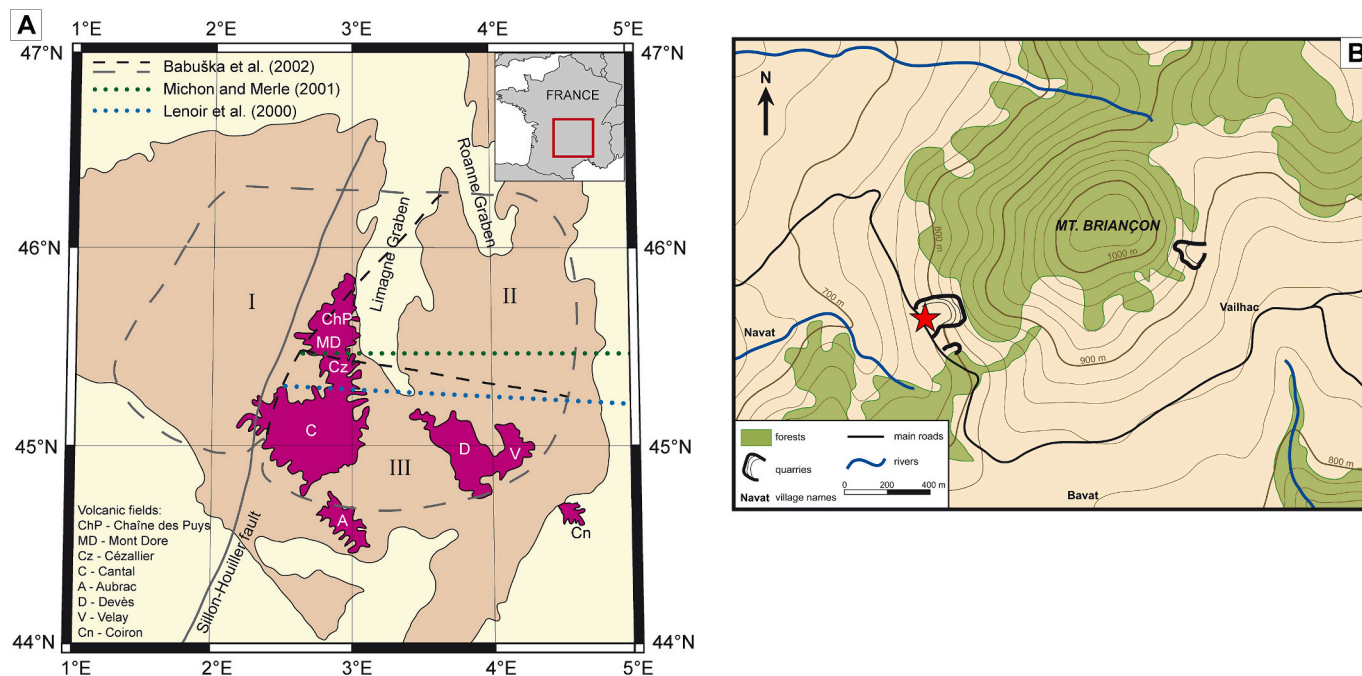 A
1°E
2°E
3°E
4°E
5°E
47°N
47°N
Babuška et al. (2002)
Michon and Merle (2001)
Lenoir et al. (2000)
FRANCE
Roanne Graben
Limagne Graben
46°N
46°N
I
II
ChP
MD
Cz
45°N
45°N
C
D
V
III
A
Cn
Sillon-Houiller fault
Volcanic fields:
ChP - Chaîne des Puys
MD - Mont Dore
Cz - Cézallier
C - Cantal
A - Aubrac
D - Devès
V - Velay
Cn - Coiron
44°N
44°N
1°E
2°E
3°E
4°E
5°E
B
N
MT. BRIANÇON
800 m
1000 m
700 m
Vailhac
Navat
900 m
forests
main roads
quarries
rivers
Navat village names
0 200 400 m
Bavat
800 m